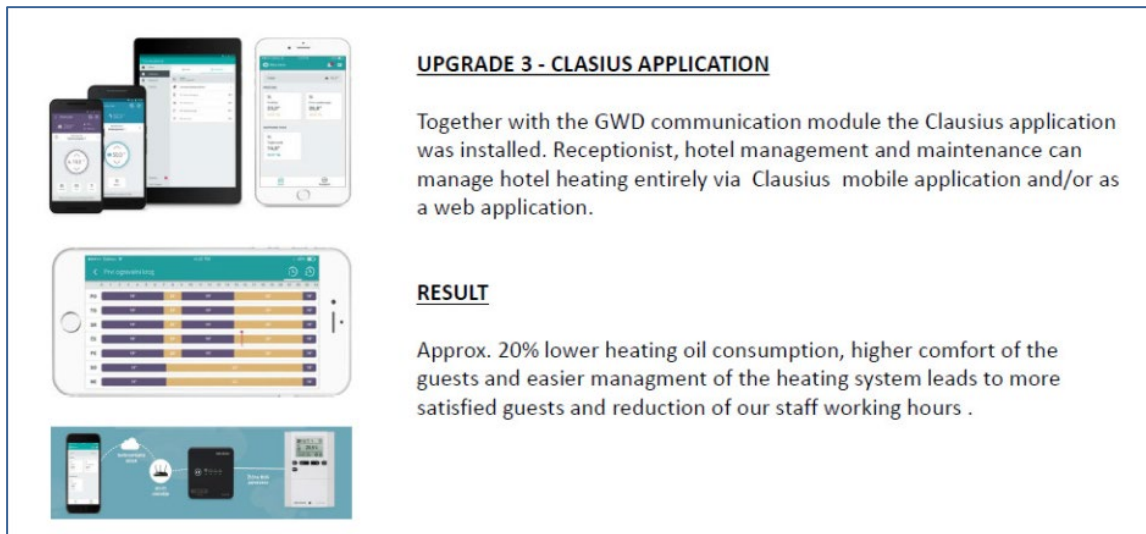 UPGRADE 3 - CLASIUS APPLICATION
Together with the GWD communication module the Clausius application
was installed. Receptionist, hotel management and maintenance can
manage hotel heating entirely via Clausius mobile application and/or as
a web application.
Prvi ogrevalni krog
RESULT
Approx. 20% lower heating oil consumption, higher comfort of the
guests and easier managment of the heating system leads to more
satisfied guests and reduction of our staff working hours .